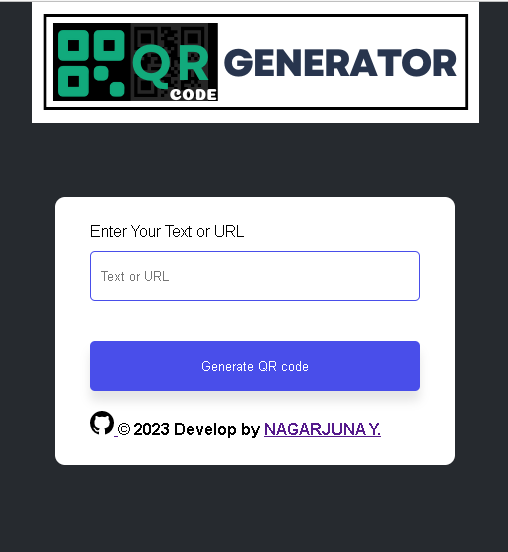 QR GENERATOR
CODE
Enter Your Text or URL
Text or URL
Generate QR code
© 2023 Develop by NAGARJUNA Y.